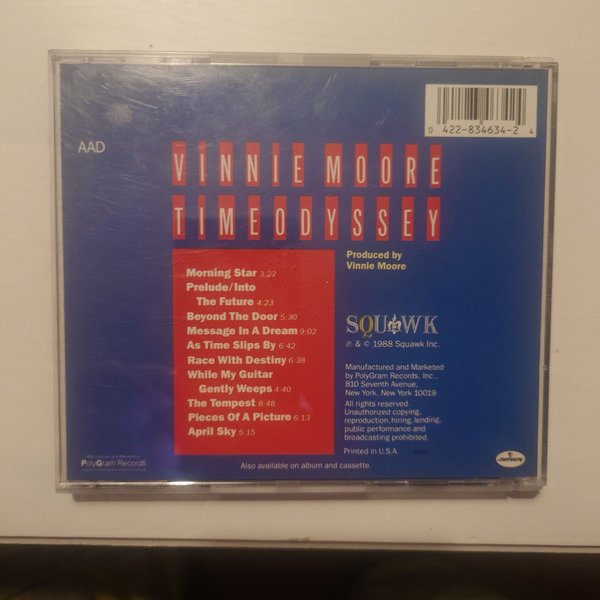 0 422-834634-2 4
AAD
VINNIE MOORE
TIME ODYSSEY
Produced by
Vinnie Moore
Morning Star 3:22
Prelude/Into
The Future 4:23
Beyond The Door 5:30
Message In A Dream 9:02
As Time Slips By 6:42
Race With Destiny 6:38
While My Guitar
Gently Weeps 4:40
The Tempest 8:48
Pieces Of A Picture 6:13
April Sky 5:15
SQUAWK
℗ & © 1988 Squawk Inc.
Manufactured and Marketed
by PolyGram Records, Inc.,
810 Seventh Avenue,
New York, New York 10019
All rights reserved.
Unauthorized copying,
reproduction, hiring, lending,
public performance and
broadcasting prohibited.
Printed in U.S.A.
PolyGram Records
Also available on album and cassette.
mercury